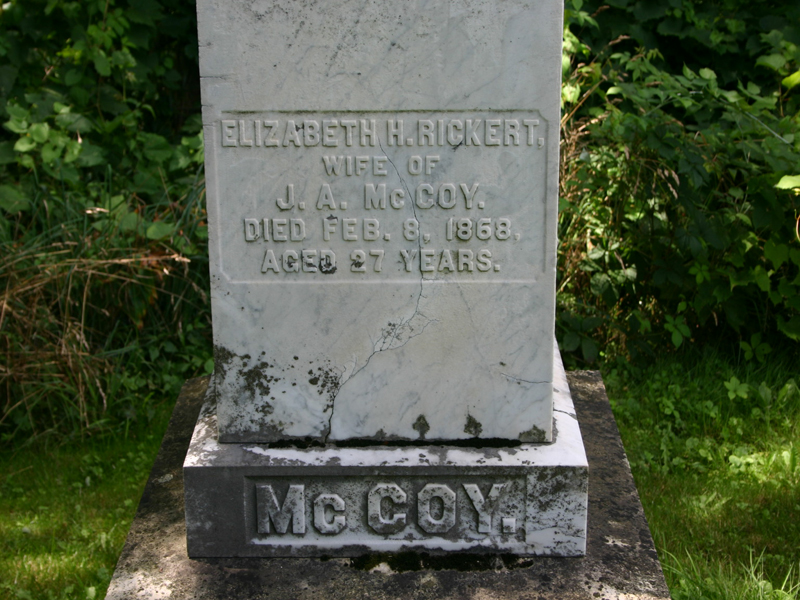 ELIZABETH H. RICKERT,
WIFE OF
J. A. McCOY.
DIED FEB. 8, 1868,
AGED 27 YEARS.
McCOY.